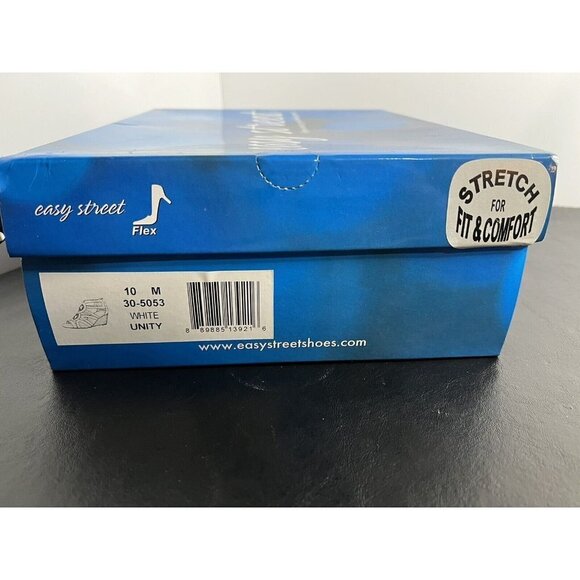 easy street
Flex
STRETCH
FOR
FIT & COMFORT
10 M
30-5053
WHITE
UNITY
8 89885 13921 6
www.easystreetshoes.com